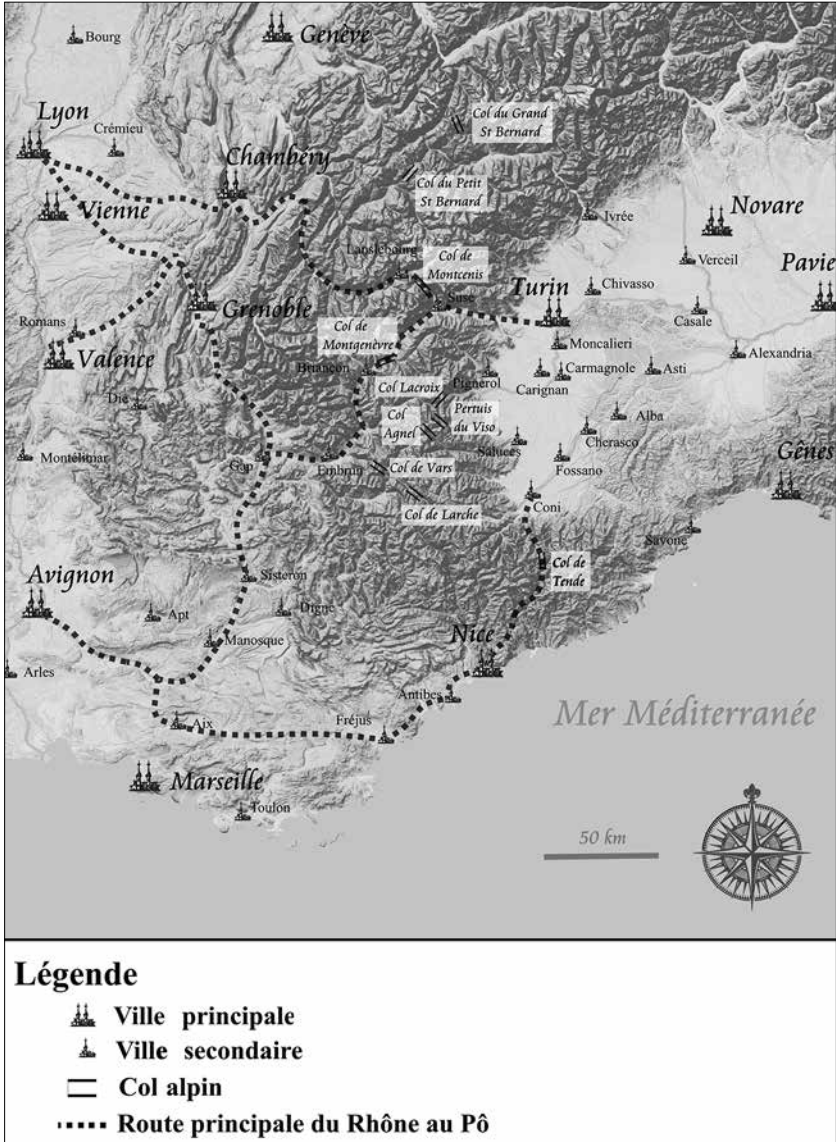 Bourg
Genève
Lyon
Crémieu
Col du Grand
St Bernard
Chambéry
Col du Petit
St Bernard
Vienne
Ivrée
Novare
Lanslebourg
Col de
Montcenis
Verceil
Pavie
Suse
Turin
Chivasso
Grenoble
Casale
Romans
Col de
Montgenèvre
Moncalieri
Valence
Briançon
Pignerol
Alexandria
Col Lacroix
Carignan
Carmagnole
Asti
Die
Col
Agnel
Pertuis
du Viso
Alba
Cherasco
Saluces
Montélimar
Gap
Embrun
Col de Vars
Fossano
Gênes
Coni
Col de Larche
Savone
Avignon
Sisteron
Col de
Tende
Apt
Digne
Manosque
Nice
Arles
Antibes
Aix
Fréjus
Mer Méditerranée
Marseille
Toulon
50 km
Légende
Ville principale
Ville secondaire
Col alpin
Route principale du Rhône au Pô